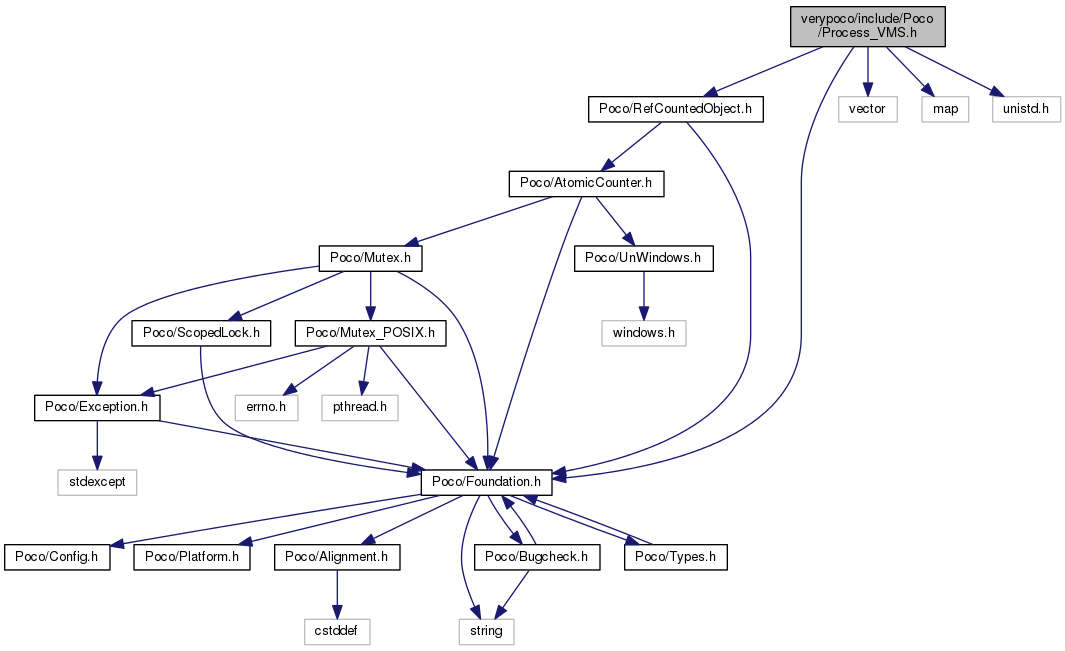 verypoco/include/Poco
/Process_VMS.h
Poco/RefCountedObject.h
vector
map
unistd.h
Poco/AtomicCounter.h
Poco/Mutex.h
Poco/UnWindows.h
Poco/ScopedLock.h
Poco/Mutex_POSIX.h
windows.h
Poco/Exception.h
errno.h
pthread.h
stdexcept
Poco/Foundation.h
Poco/Config.h
Poco/Platform.h
Poco/Alignment.h
Poco/Bugcheck.h
Poco/Types.h
cstddef
string